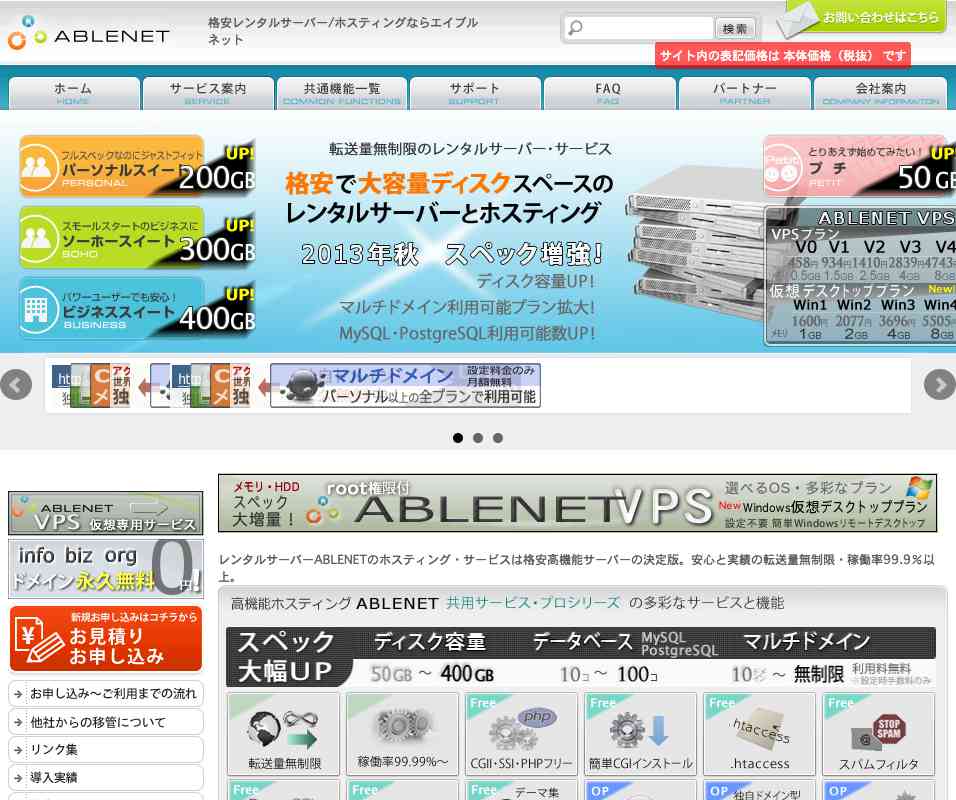 ABLENET
格安レンタルサーバー/ホスティングならエイブル
ネット
検索
お問い合わせはこちら
サイト内の表記価格は 本体価格（税抜） です
ホーム
HOME
サービス案内
SERVICE
共通機能一覧
COMMON FUNCTIONS
サポート
SUPPORT
FAQ
FAQ
パートナー
PARTNER
会社案内
COMPANY INFORMAITON
フルスペックなのにジャストフィット
パーソナルスイート
PERSONAL
UP!
200GB
スモールスタートのビジネスに
ソーホースイート
SOHO
UP!
300GB
パワーユーザーでも安心！
ビジネススイート
BUSINESS
UP!
400GB
転送量無制限のレンタルサーバー・サービス
格安で大容量ディスクスペースの
レンタルサーバーとホスティング
2013年秋 スペック増強!
ディスク容量UP!
マルチドメイン利用可能プラン拡大!
MySQL・PostgreSQL利用可能数UP!
Petit
とりあえず始めてみたい！
プチ
PETIT
UP!
50GB
ABLENET VPS
VPSプラン
V0 V1 V2 V3 V4
458円 934円 1410円 2839円 4743円
0.5GB 1.5GB 2.5GB 4GB 8GB
仮想デスクトッププラン New!
Win1 Win2 Win3 Win4
1600円 2077円 3696円 5505円
メモリ 1GB 2GB 4GB 8GB
マルチドメイン
設定料金のみ
月額無料
パーソナル以上の全プランで利用可能
ABLENET
VPS 仮想専用サービス
info biz org
ドメイン永久無料 0円!
新規お申し込みはコチラから
お見積り
お申し込み
お申し込み～ご利用までの流れ
他社からの移管について
リンク集
導入実績
メモリ・HDD
スペック
大増量！
root権限付
ABLENET VPS
選べるOS・多彩なプラン
New Windows仮想デスクトッププラン
設定不要 簡単Windowsリモートデスクトップ
レンタルサーバーABLENETのホスティング・サービスは格安高機能サーバーの決定版。安心と実績の転送量無制限・稼働率99.9％以
上。
高機能ホスティング ABLENET 共用サービス・プロシリーズ の多彩なサービスと機能
スペック
大幅UP
ディスク容量
50GB ～ 400GB
データベース MySQL PostgreSQL
10コ ～ 100コ
マルチドメイン
10 ～ 無制限 利用料無料
※設定時手数料のみ
転送量無制限
稼働率99.99%～
Free
php
CGI・SSI・PHPフリー
Free
簡単CGIインストール
Free
htaccess
.htaccess
Free
STOP
SPAM
スパムフィルタ
Free
Free
Free
テーマ集
OP
OP
独自ドメイン型
OP